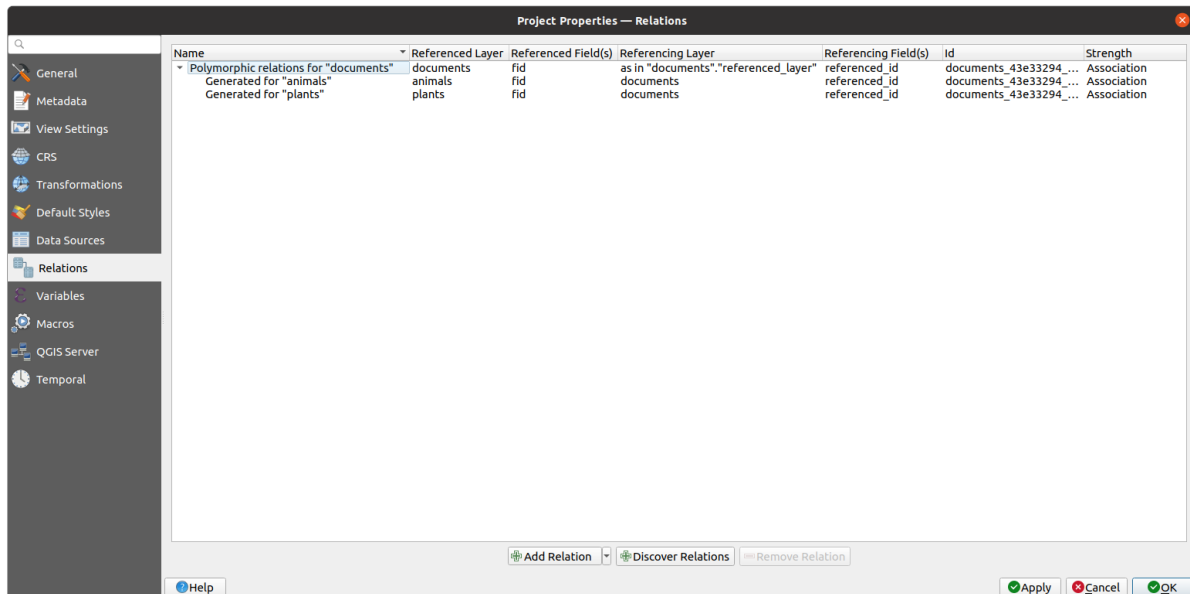 Project Properties — Relations
Name Referenced Layer Referenced Field(s) Referencing Layer Referencing Field(s) Id Strength
Polymorphic relations for "documents" documents fid as in "documents"."referenced_layer" referenced_id documents_43e33294_... Association
Generated for "animals" animals fid documents referenced_id documents_43e33294_... Association
Generated for "plants" plants fid documents referenced_id documents_43e33294_... Association
General
Metadata
View Settings
CRS
Transformations
Default Styles
Data Sources
Relations
Variables
Macros
QGIS Server
Temporal
Add Relation Discover Relations Remove Relation
Help Apply Cancel OK